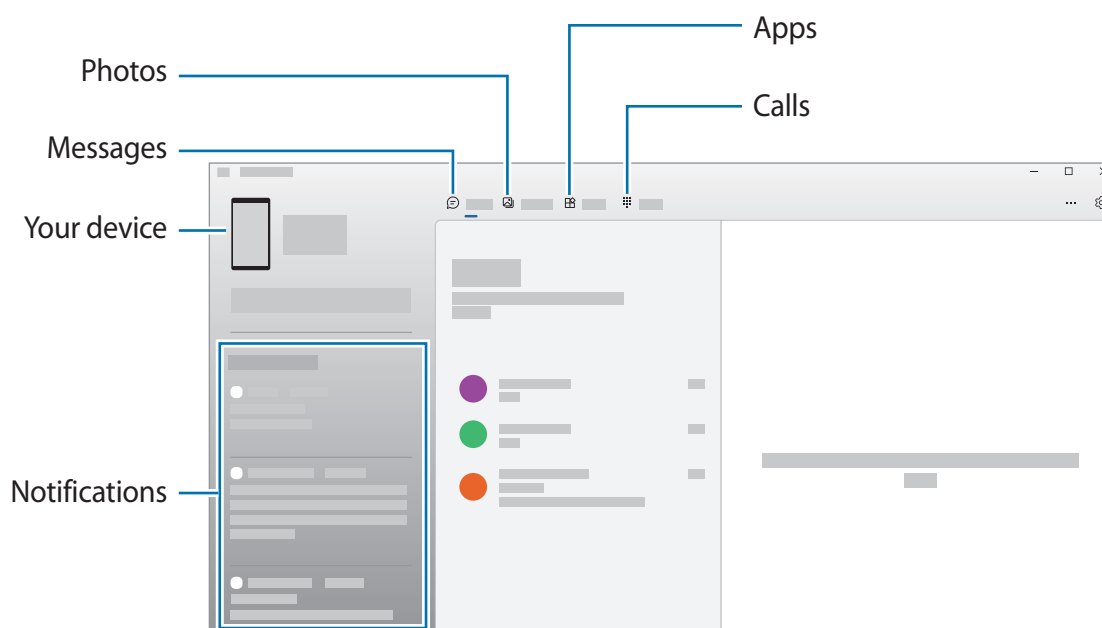 Apps
Photos
Calls
Messages
Your device
Notifications